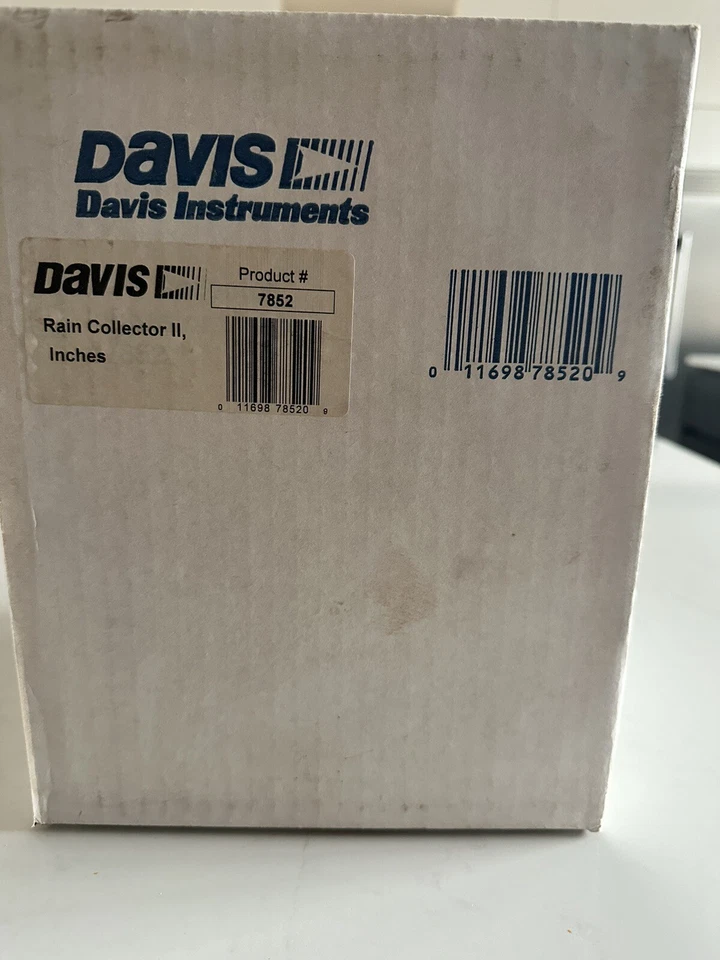 Davis
Davis Instruments
Davis
Product #
7852
Rain Collector II,
Inches
0 11698 78520 9
0 11698 78520 9